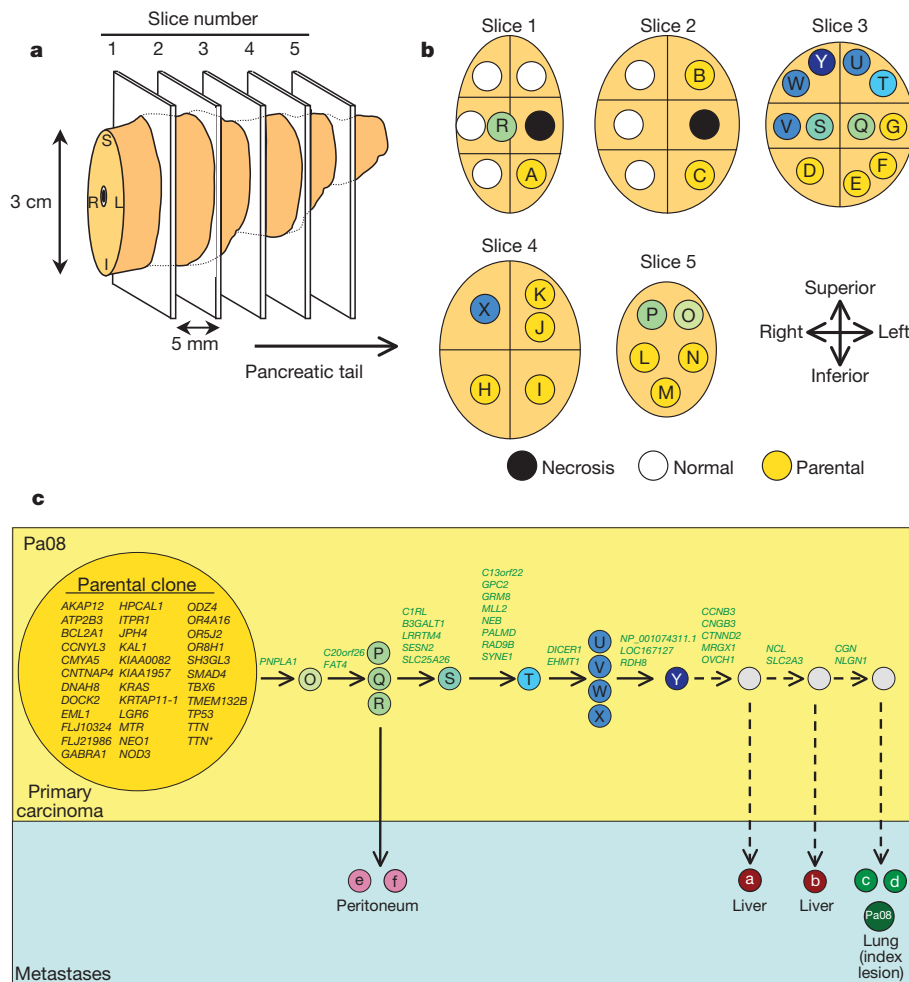 a
Slice number
1 2 3 4 5
3 cm
S
R L
I
5 mm
Pancreatic tail
b
Slice 1
R
A
Slice 2
B
C
Slice 3
Y U
W T
V S Q G
D E F
Slice 4
X K
J
H I
Slice 5
P O
L N
M
Superior
Right Left
Inferior
Necrosis Normal Parental
c
Pa08
Parental clone
AKAP12 HPCAL1 ODZ4
ATP2B3 ITPR1 OR4A16
BCL2A1 JPH4 OR5J2
CCNYL3 KAL1 OR8H1
CMYA5 KIAA0082 SH3GL3
CNTNAP4 KIAA1957 SMAD4
DNAH8 KRAS TBX6
DOCK2 KRTAP11-1 TMEM132B
EML1 LGR6 TP53
FLJ10324 MTR TTN
FLJ21986 NEO1 TTN*
GABRA1 NOD3
Primary
carcinoma
PNPLA1
O
C20orf26
FAT4
P
Q
R
C1RL
B3GALT1
LRRTM4
SESN2
SLC25A26
S
C13orf22
GPC2
GRM8
MLL2
NEB
PALMD
RAD9B
SYNE1
T
DICER1
EHMT1
U
V
W
X
NP_001074311.1
LOC167127
RDH8
Y
CCNB3
CNGB3
CTNND2
MRGX1
OVCH1
NCL
SLC2A3
CGN
NLGN1
e f
Peritoneum
a
Liver
b
Liver
c d
Pa08
Lung
(index
lesion)
Metastases